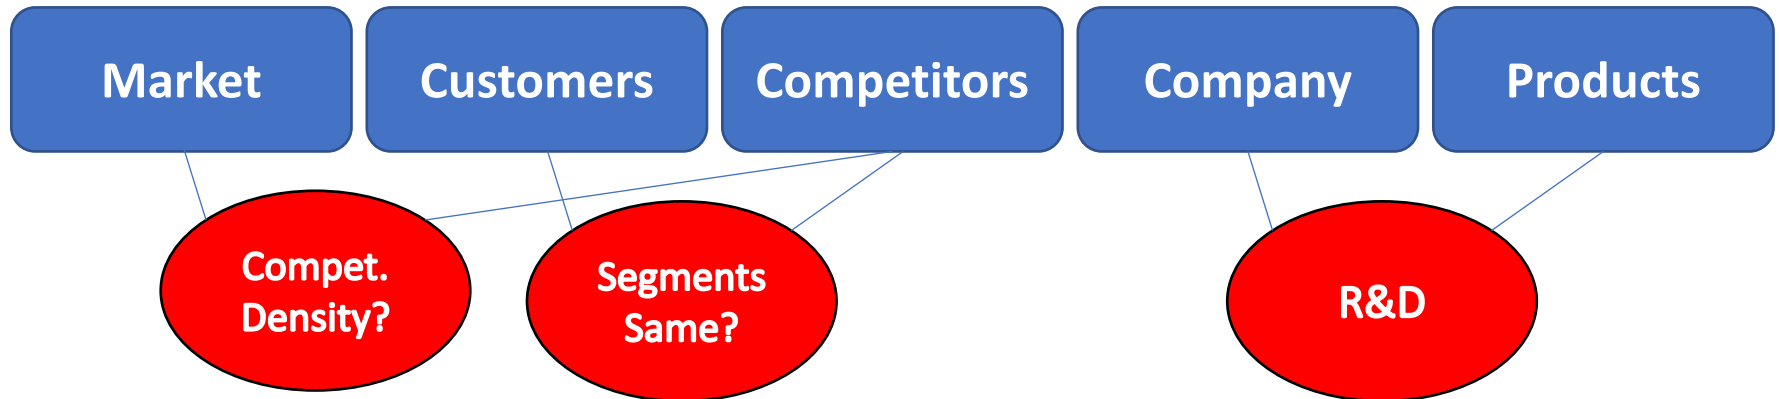 Market
Customers
Competitors
Company
Products
Compet.
Density?
Segments
Same?
R&D